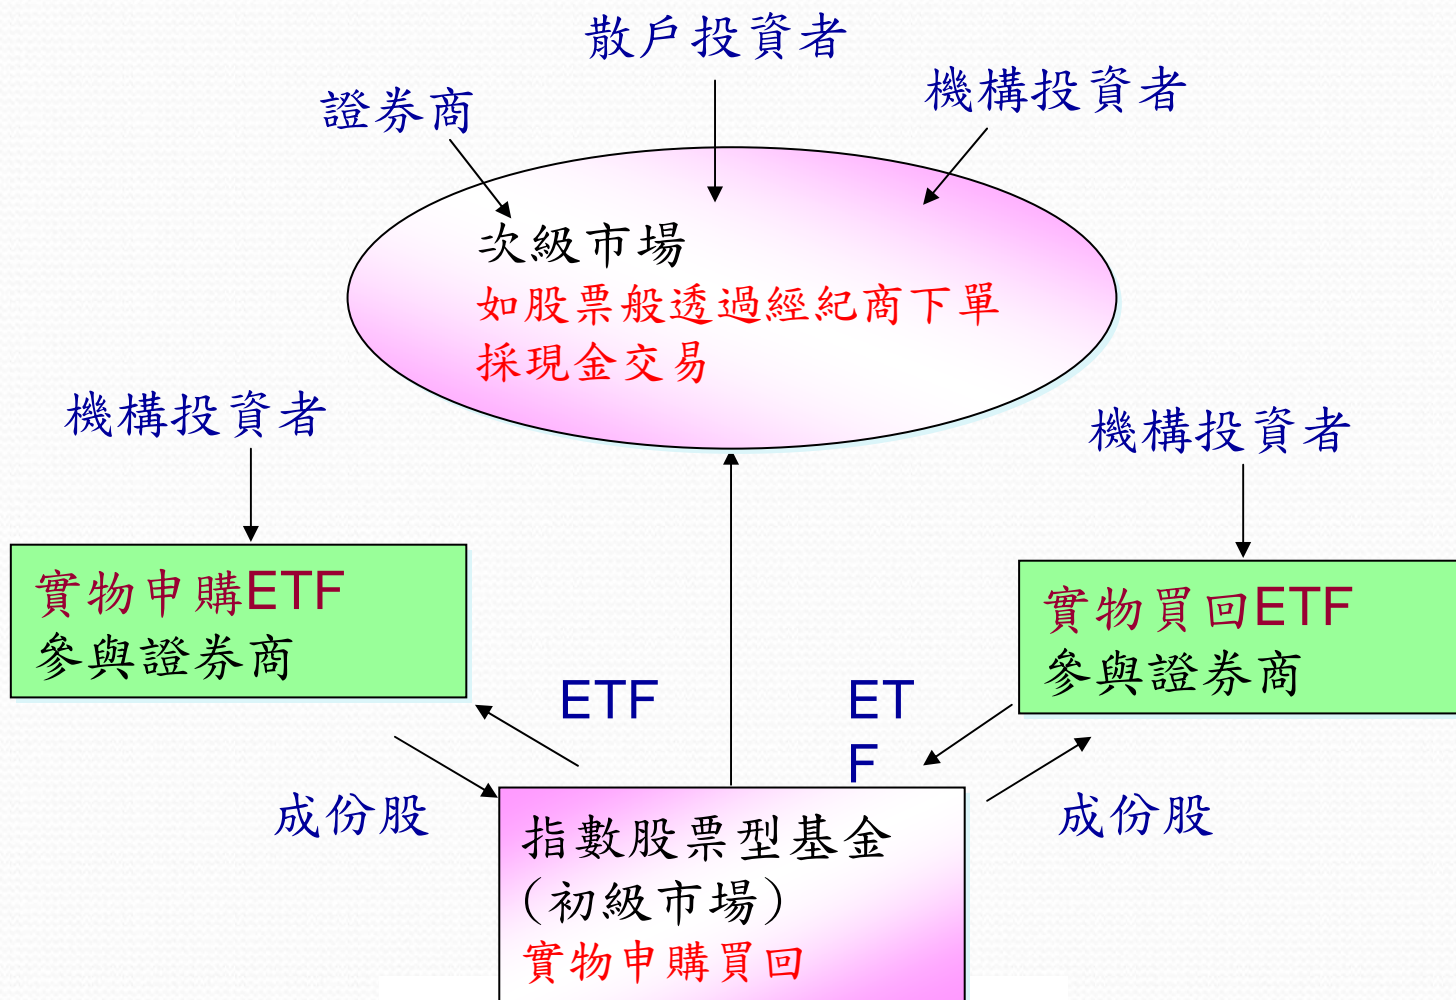 散戶投資者
證券商
機構投資者
次級市場
如股票般透過經紀商下單
採現金交易
機構投資者
機構投資者
實物申購ETF
參與證券商
實物買回ETF
參與證券商
ETF
ET
F
成份股
成份股
指數股票型基金
(初級市場)
實物申購買回